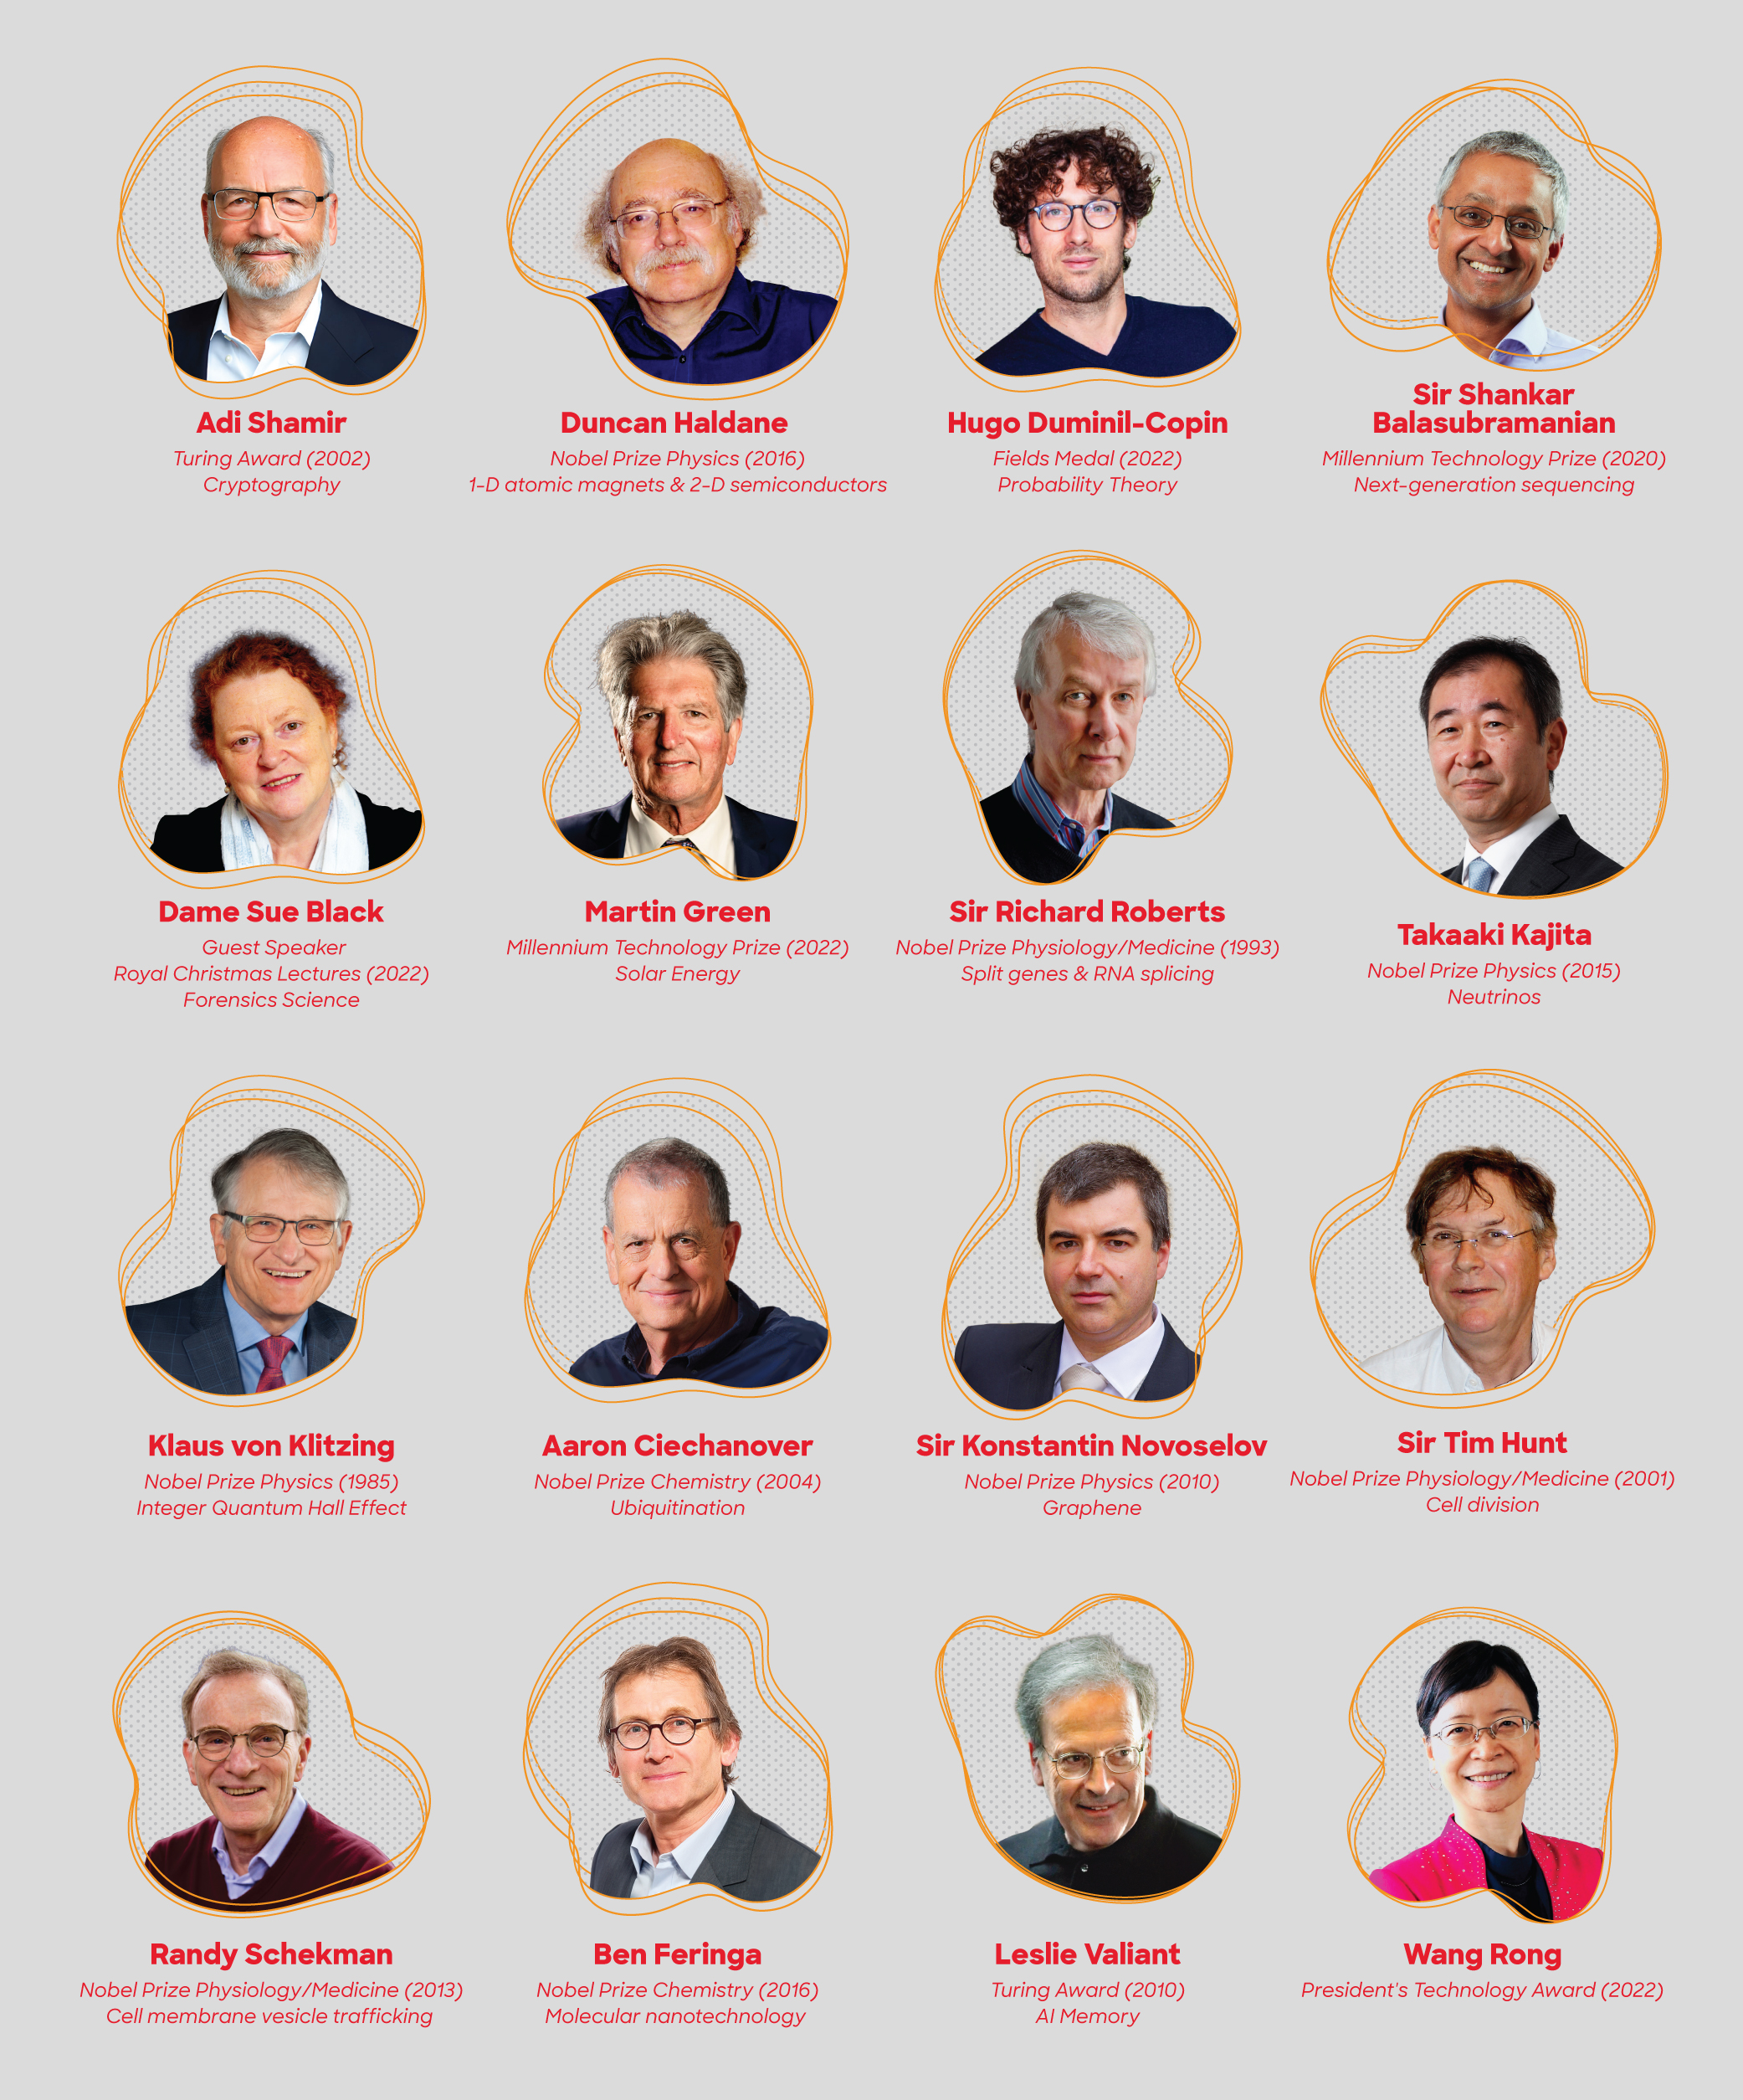 Adi Shamir
Turing Award (2002)
Cryptography
Duncan Haldane
Nobel Prize Physics (2016)
1-D atomic magnets & 2-D semiconductors
Hugo Duminil-Copin
Fields Medal (2022)
Probability Theory
Sir Shankar
Balasubramanian
Millennium Technology Prize (2020)
Next-generation sequencing
Dame Sue Black
Guest Speaker
Royal Christmas Lectures (2022)
Forensics Science
Martin Green
Millennium Technology Prize (2022)
Solar Energy
Sir Richard Roberts
Nobel Prize Physiology/Medicine (1993)
Split genes & RNA splicing
Takaaki Kajita
Nobel Prize Physics (2015)
Neutrinos
Klaus von Klitzing
Nobel Prize Physics (1985)
Integer Quantum Hall Effect
Aaron Ciechanover
Nobel Prize Chemistry (2004)
Ubiquitination
Sir Konstantin Novoselov
Nobel Prize Physics (2010)
Graphene
Sir Tim Hunt
Nobel Prize Physiology/Medicine (2001)
Cell division
Randy Schekman
Nobel Prize Physiology/Medicine (2013)
Cell membrane vesicle trafficking
Ben Feringa
Nobel Prize Chemistry (2016)
Molecular nanotechnology
Leslie Valiant
Turing Award (2010)
AI Memory
Wang Rong
President's Technology Award (2022)